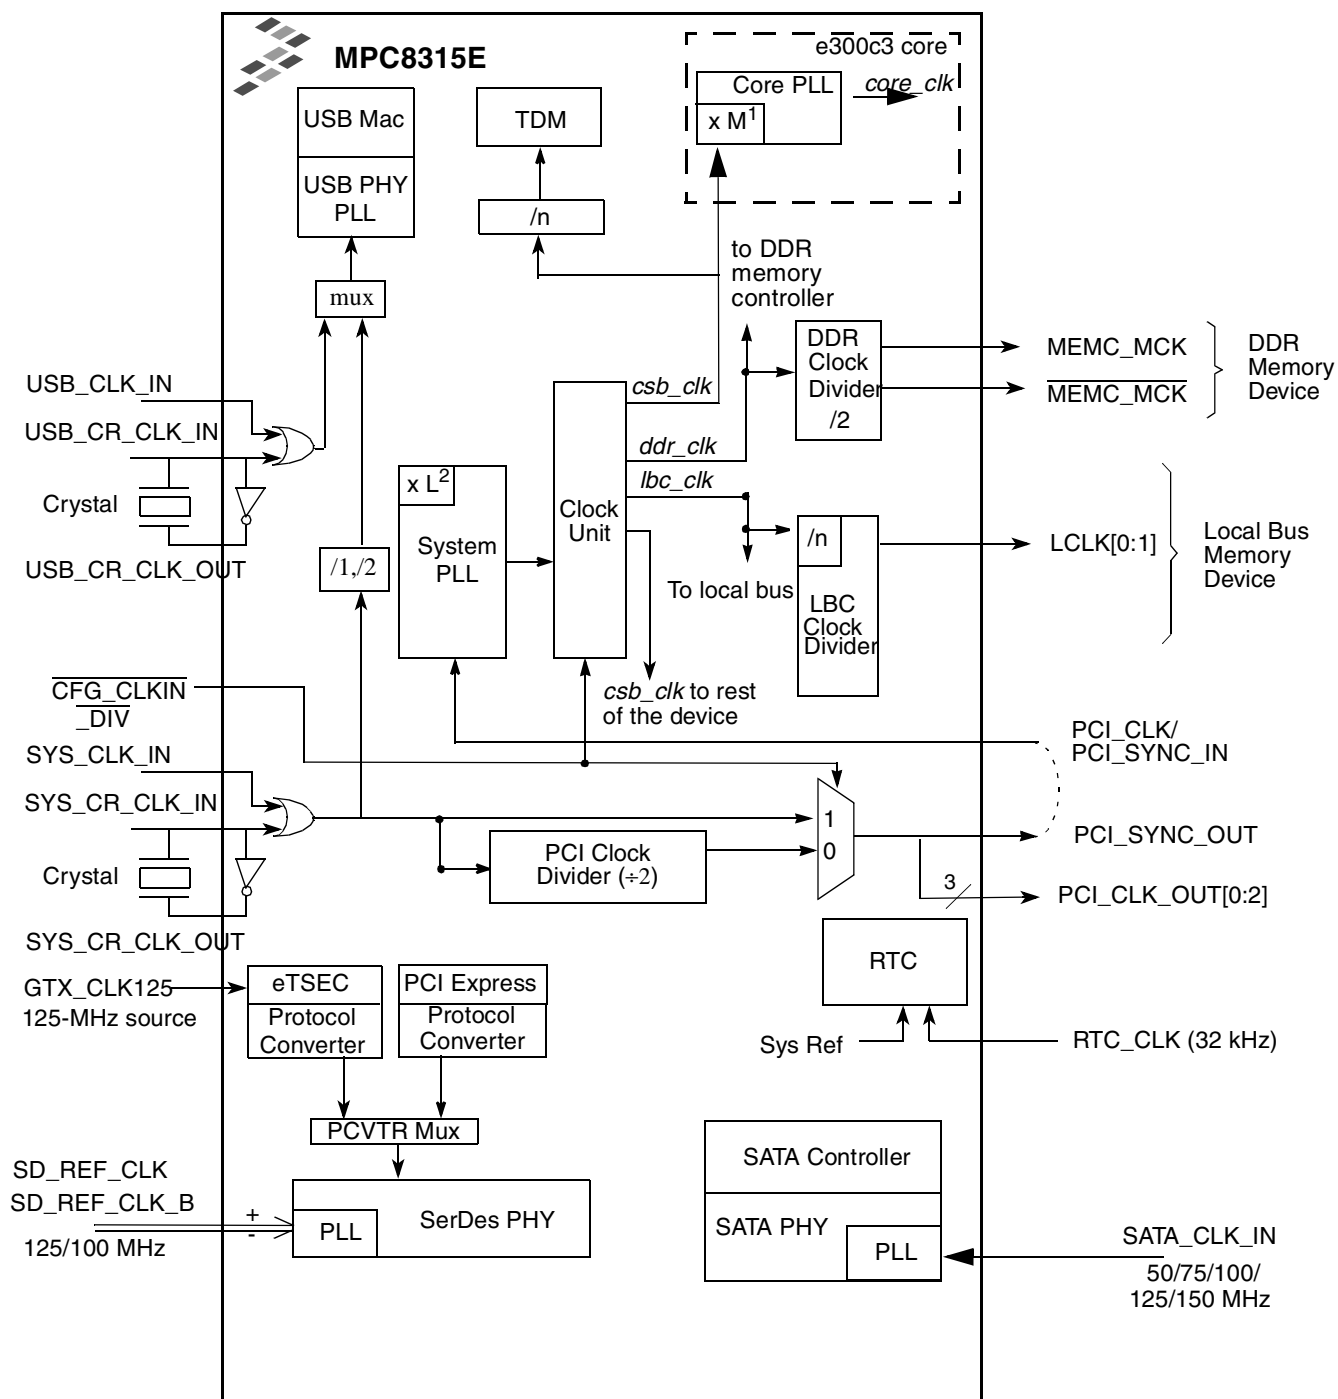 MPC8315E
e300c3 core
Core PLL
core_clk
x M1
USB Mac
USB PHY
PLL
TDM
/n
mux
to DDR
memory
controller
DDR
Clock
Divider
/2
MEMC_MCK
MEMC_MCK
DDR
Memory
Device
USB_CLK_IN
USB_CR_CLK_IN
Crystal
USB_CR_CLK_OUT
/1,/2
x L2
System
PLL
Clock
Unit
csb_clk
ddr_clk
lbc_clk
To local bus
/n
LBC
Clock
Divider
LCLK[0:1]
Local Bus
Memory
Device
csb_clk to rest
of the device
CFG_CLKIN
_DIV
SYS_CLK_IN
SYS_CR_CLK_IN
Crystal
SYS_CR_CLK_OUT
PCI Clock
Divider (÷2)
1
0
PCI_CLK/
PCI_SYNC_IN
PCI_SYNC_OUT
3
PCI_CLK_OUT[0:2]
GTX_CLK125
125-MHz source
eTSEC
Protocol
Converter
PCI Express
Protocol
Converter
RTC
Sys Ref
RTC_CLK (32 kHz)
PCVTR Mux
SD_REF_CLK
SD_REF_CLK_B
+
-
125/100 MHz
PLL
SerDes PHY
SATA Controller
SATA PHY
PLL
SATA_CLK_IN
50/75/100/
125/150 MHz